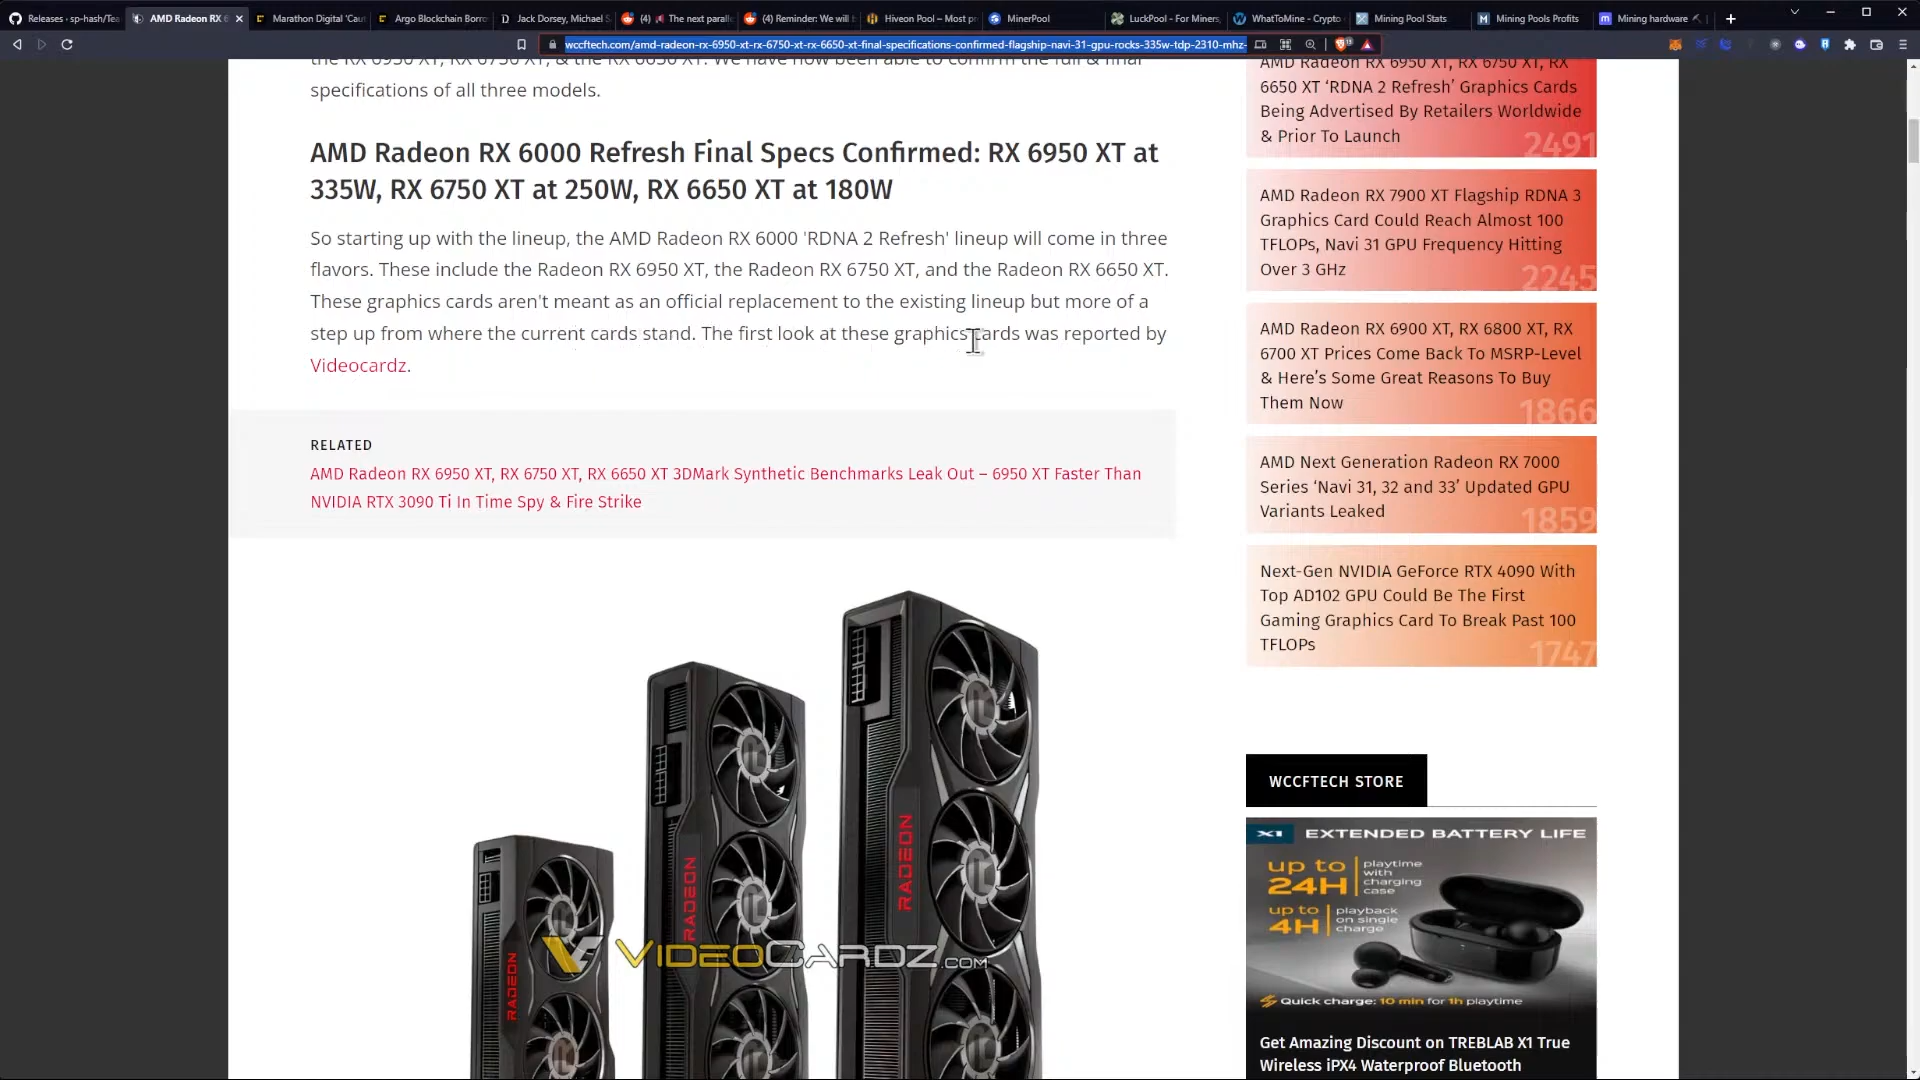 Releases · sp-hash/Tea
AMD Radeon RX 6
Marathon Digital 'Cau
Argo Blockchain Borro
Jack Dorsey, Michael S
(4) The next paralle
(4) Reminder: We will b
Hiveon Pool – Most pr
MinerPool
LuckPool - For Miners,
WhatToMine - Crypto
Mining Pool Stats
Mining Pools Profits
Mining hardware
wccftech.com/amd-radeon-rx-6950-xt-rx-6750-xt-rx-6650-xt-final-specifications-confirmed-flagship-navi-31-gpu-rocks-335w-tdp-2310-mhz-
the RX 6950 XT, RX 6750 XT, & the RX 6650 XT. We have now been able to confirm the full & final
specifications of all three models.
AMD Radeon RX 6000 Refresh Final Specs Confirmed: RX 6950 XT at
335W, RX 6750 XT at 250W, RX 6650 XT at 180W
So starting up with the lineup, the AMD Radeon RX 6000 'RDNA 2 Refresh' lineup will come in three
flavors. These include the Radeon RX 6950 XT, the Radeon RX 6750 XT, and the Radeon RX 6650 XT.
These graphics cards aren't meant as an official replacement to the existing lineup but more of a
step up from where the current cards stand. The first look at these graphics cards was reported by
Videocardz.
RELATED
AMD Radeon RX 6950 XT, RX 6750 XT, RX 6650 XT 3DMark Synthetic Benchmarks Leak Out – 6950 XT Faster Than
NVIDIA RTX 3090 Ti In Time Spy & Fire Strike
RADEON
RADEON
RADEON
VIDEOCARDZ.COM
AMD Radeon RX 6950 XT, RX 6750 XT, RX
6650 XT ‘RDNA 2 Refresh’ Graphics Cards
Being Advertised By Retailers Worldwide
& Prior To Launch
2491
AMD Radeon RX 7900 XT Flagship RDNA 3
Graphics Card Could Reach Almost 100
TFLOPs, Navi 31 GPU Frequency Hitting
Over 3 GHz
2245
AMD Radeon RX 6900 XT, RX 6800 XT, RX
6700 XT Prices Come Back To MSRP-Level
& Here’s Some Great Reasons To Buy
Them Now
1866
AMD Next Generation Radeon RX 7000
Series ‘Navi 31, 32 and 33’ Updated GPU
Variants Leaked
1859
Next-Gen NVIDIA GeForce RTX 4090 With
Top AD102 GPU Could Be The First
Gaming Graphics Card To Break Past 100
TFLOPs
1747
WCCFTECH STORE
X1 EXTENDED BATTERY LIFE
up to 24H playtime with charging case
up to 4H playback on single charge
Quick charge: 10 min for 1h playtime
Get Amazing Discount on TREBLAB X1 True
Wireless iPX4 Waterproof Bluetooth